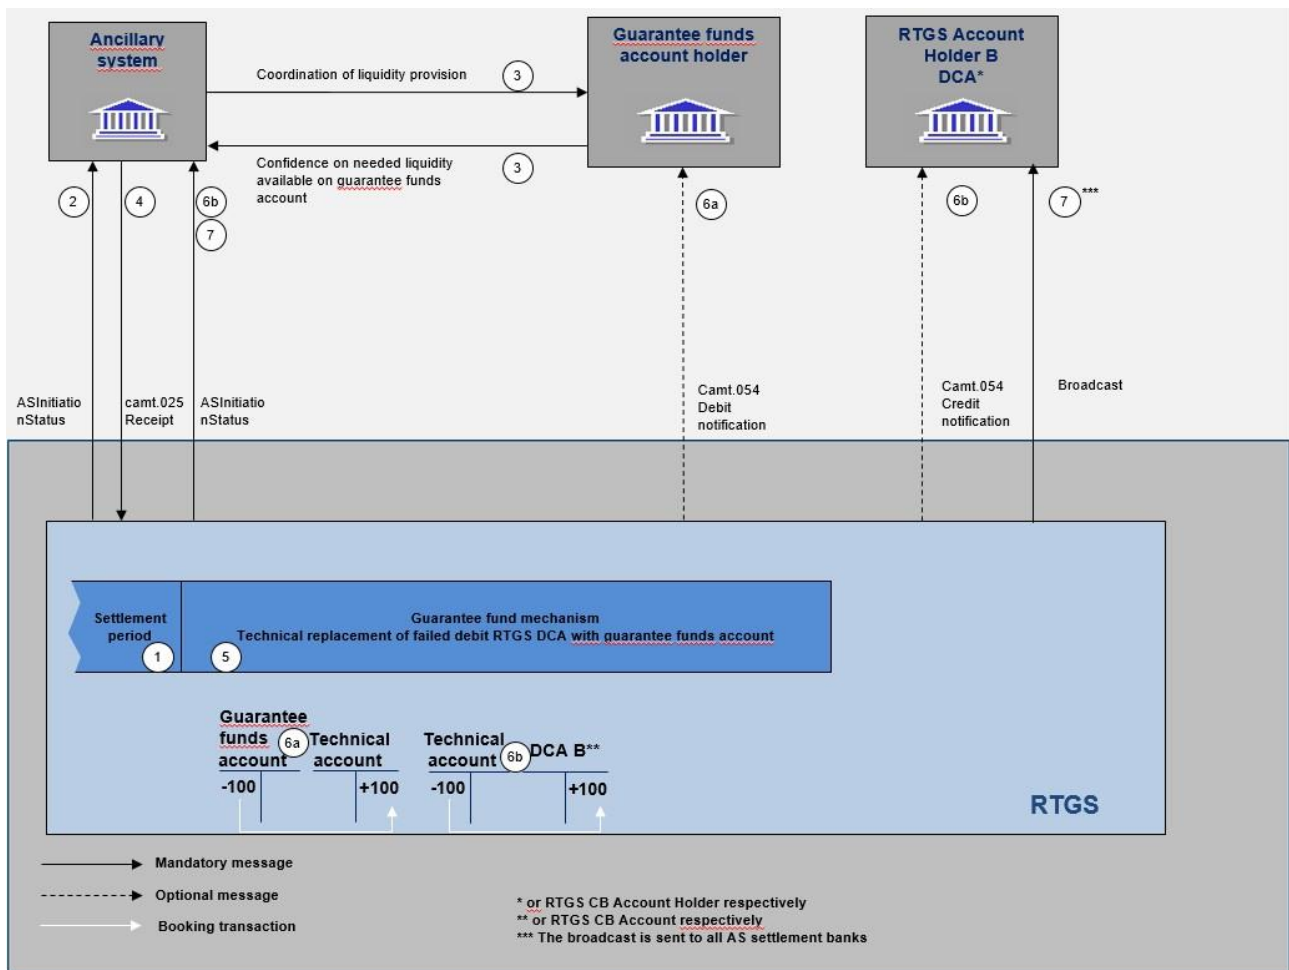 Ancillary
system
Guarantee funds
account holder
RTGS Account
Holder B
DCA*
Coordination of liquidity provision
3
Confidence on needed liquidity
available on guarantee funds
account
3
2
4
6b
7
6a
6b
7
***
ASInitiatio
nStatus
camt.025
Receipt
ASInitiatio
nStatus
Camt.054
Debit
notification
Camt.054
Credit
notification
Broadcast
Settlement
period
1
Guarantee fund mechanism
Technical replacement of failed debit RTGS DCA with guarantee funds account
5
Guarantee
funds
account
6a
Technical
account
-100
+100
Technical
account
6b
DCA B**
-100
+100
RTGS
Mandatory message
Optional message
Booking transaction
* or RTGS CB Account Holder respectively
** or RTGS CB Account respectively
*** The broadcast is sent to all AS settlement banks